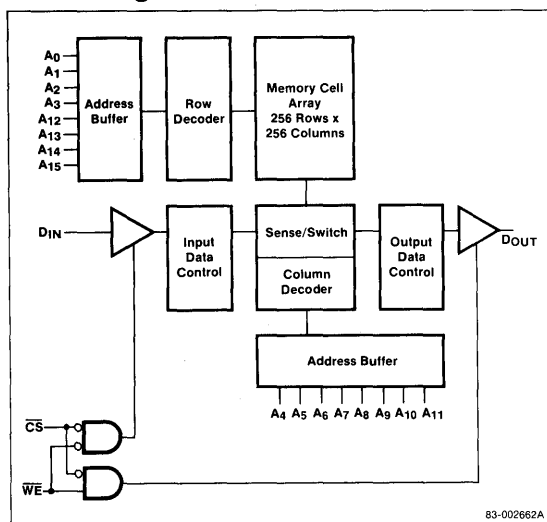 A0
A1
A2
A3
A12
A13
A14
A15
Address
Buffer
Row
Decoder
Memory Cell
Array
256 Rows x
256 Columns
DIN
Input
Data
Control
Sense/Switch
Column
Decoder
Output
Data
Control
DOUT
Address Buffer
A4 A5 A6 A7 A8 A9 A10 A11
CS
WE
83-002662A